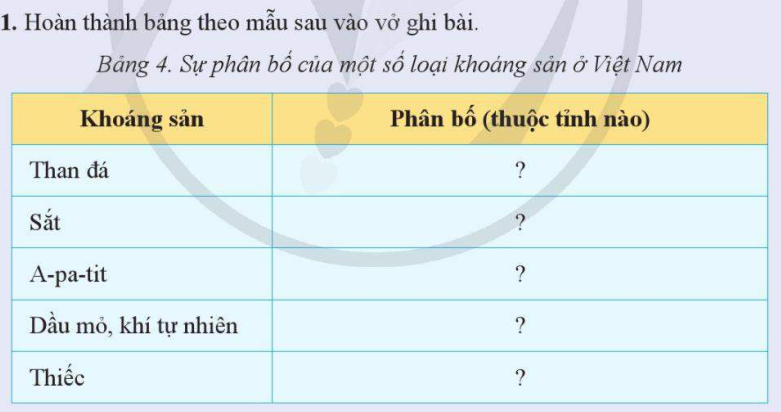 1. Hoàn thành bảng theo mẫu sau vào vở ghi bài.
Bảng 4. Sự phân bố của một số loại khoáng sản ở Việt Nam
Khoáng sản Phân bố (thuộc tỉnh nào)
Than đá ?
Sắt ?
A-pa-tit ?
Dầu mỏ, khí tự nhiên ?
Thiếc ?